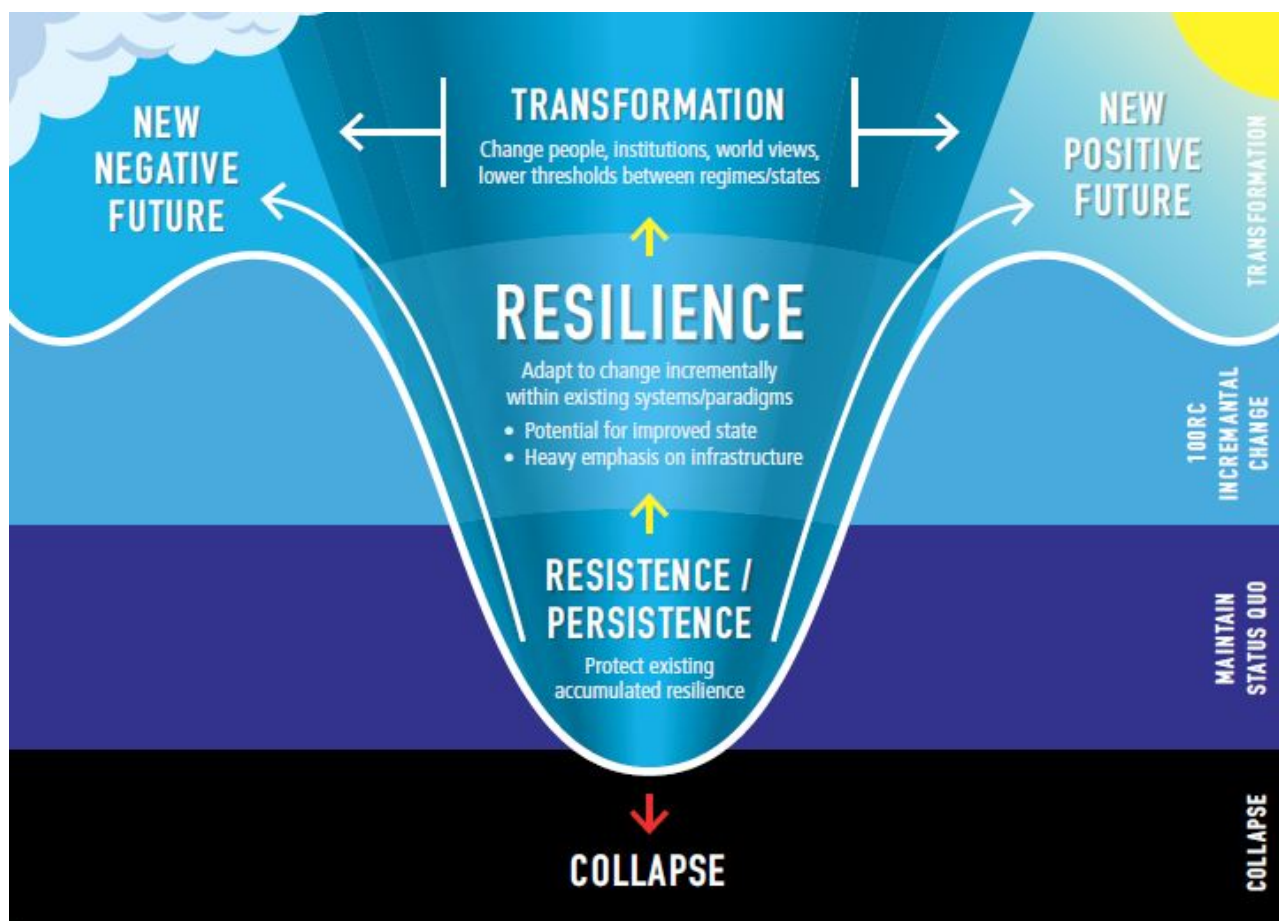 NEW
NEGATIVE
FUTURE
TRANSFORMATION
Change people, institutions, world views,
lower thresholds between regimes/states
NEW
POSITIVE
FUTURE
TRANSFORMATION
RESILIENCE
Adapt to change incrementally
within existing systems/paradigms
• Potential for improved state
• Heavy emphasis on infrastructure
100RC
INCREMANTAL
CHANGE
RESISTENCE /
PERSISTENCE
Protect existing
accumulated resilience
MAINTAIN
STATUS QUO
COLLAPSE
COLLAPSE